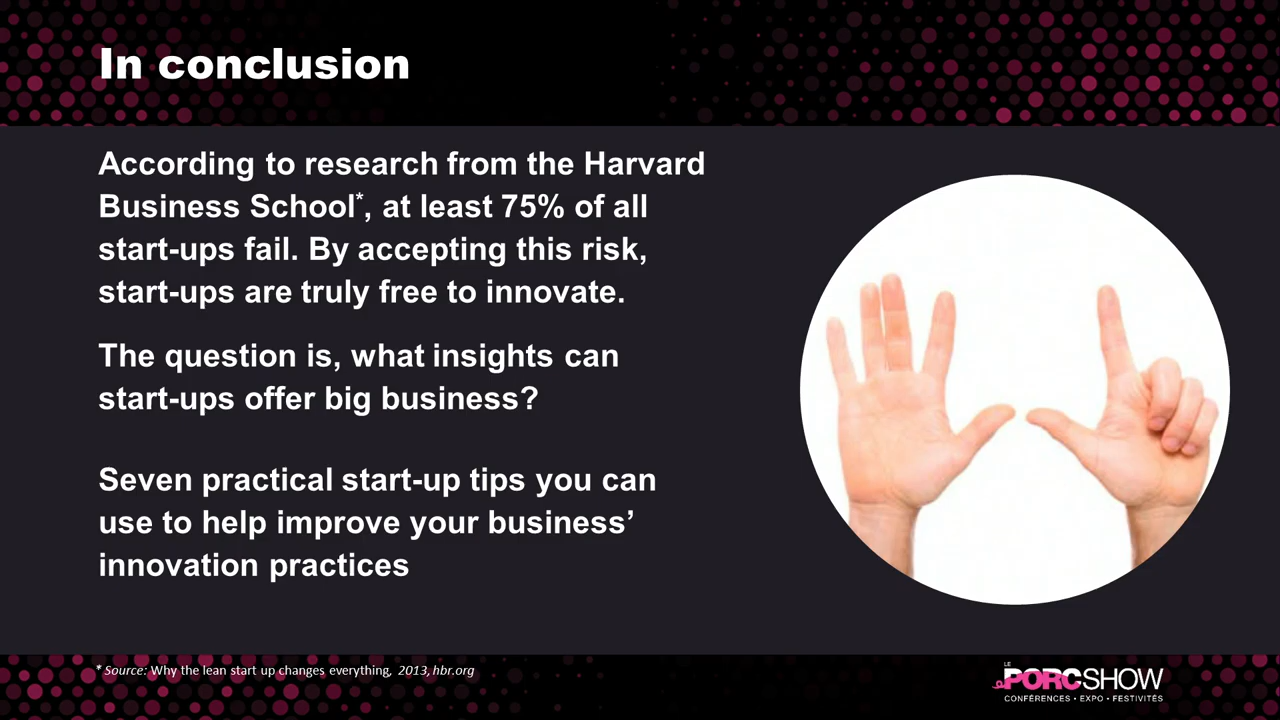 In conclusion
According to research from the Harvard
Business School*, at least 75% of all
start-ups fail. By accepting this risk,
start-ups are truly free to innovate.
The question is, what insights can
start-ups offer big business?
Seven practical start-up tips you can
use to help improve your business’
innovation practices
* Source: Why the lean start up changes everything, 2013, hbr.org
LE
PORCSHOW
CONFÉRENCES • EXPO • FESTIVITÉS